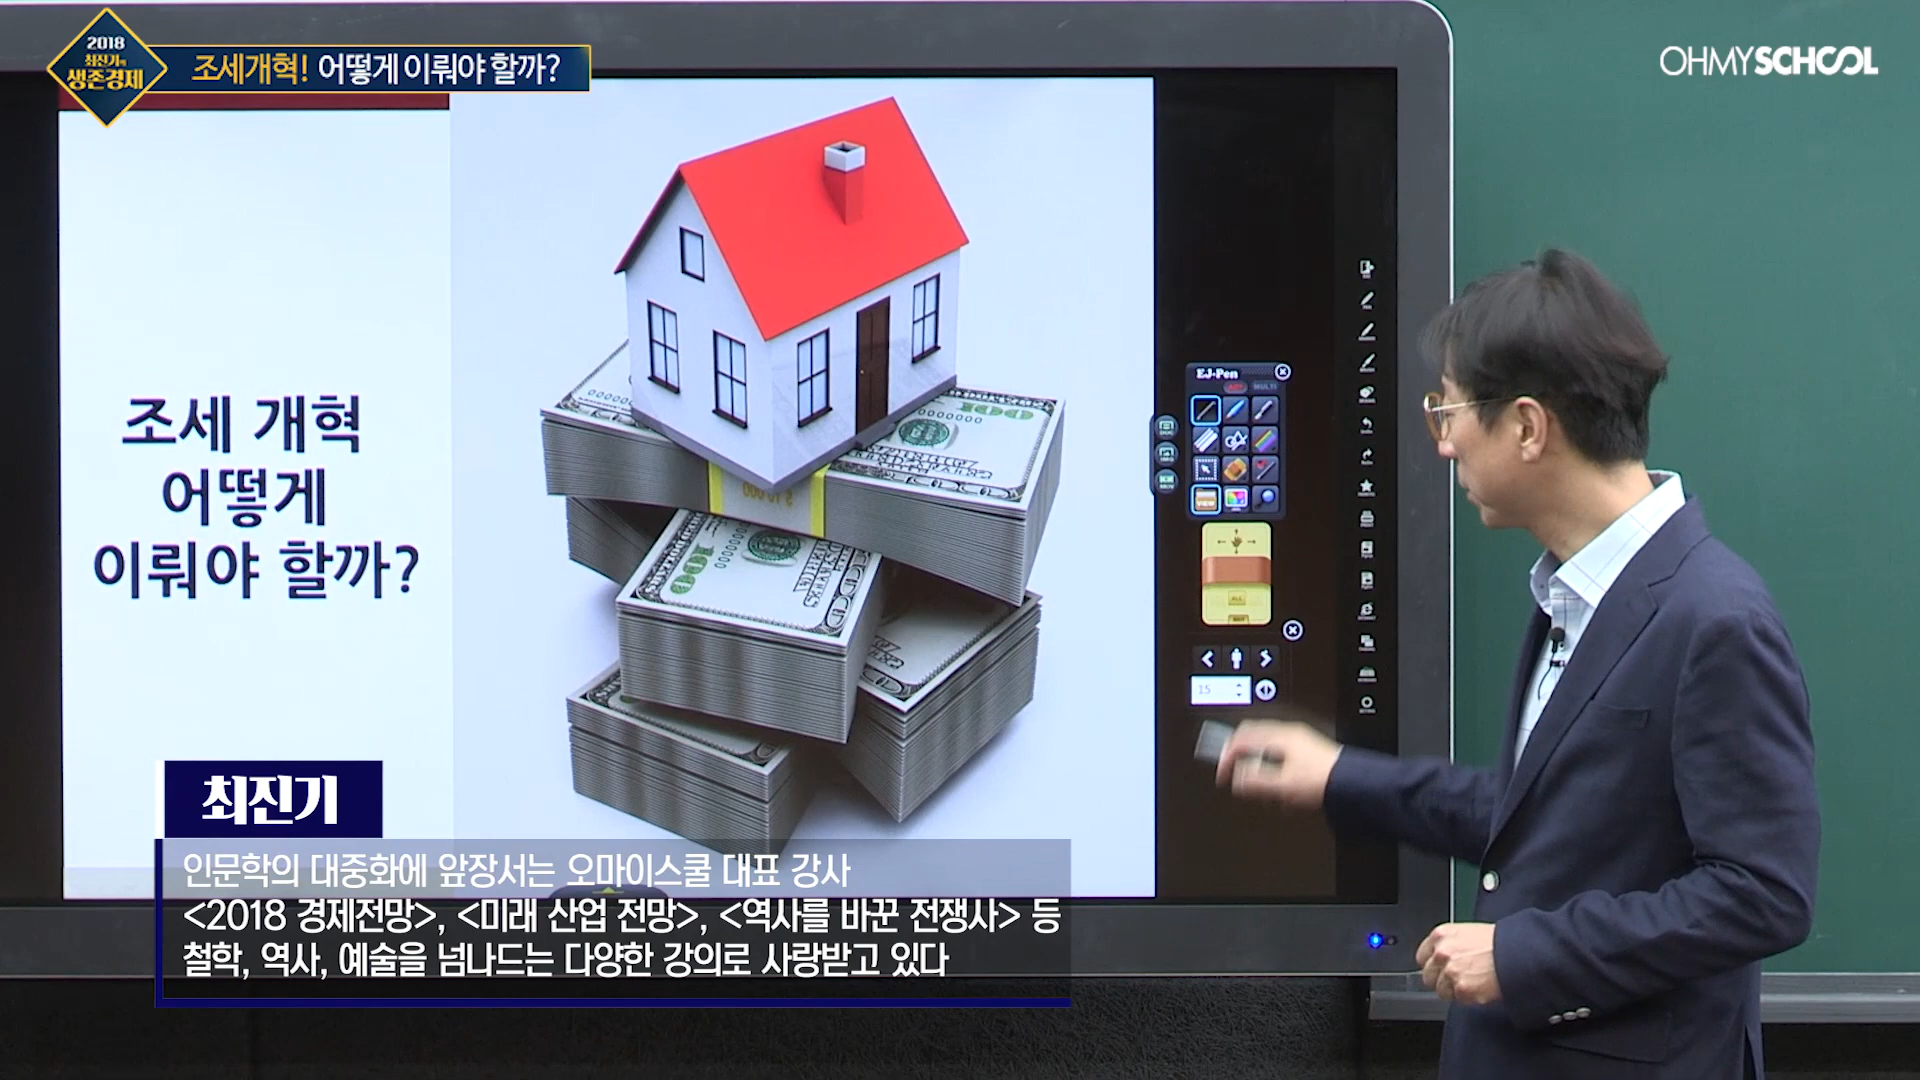 2018
최진기의
생존경제
조세개혁! 어떻게 이뤄야 할까?
OHMYSCHOOL
조세 개혁
어떻게
이뤄야 할까?
EJ-Pen
MULTI
ALL
15
100
100
최진기
인문학의 대중화에 앞장서는 오마이스쿨 대표 강사
<2018 경제전망>, <미래 산업 전망>, <역사를 바꾼 전쟁사> 등
철학, 역사, 예술을 넘나드는 다양한 강의로 사랑받고 있다